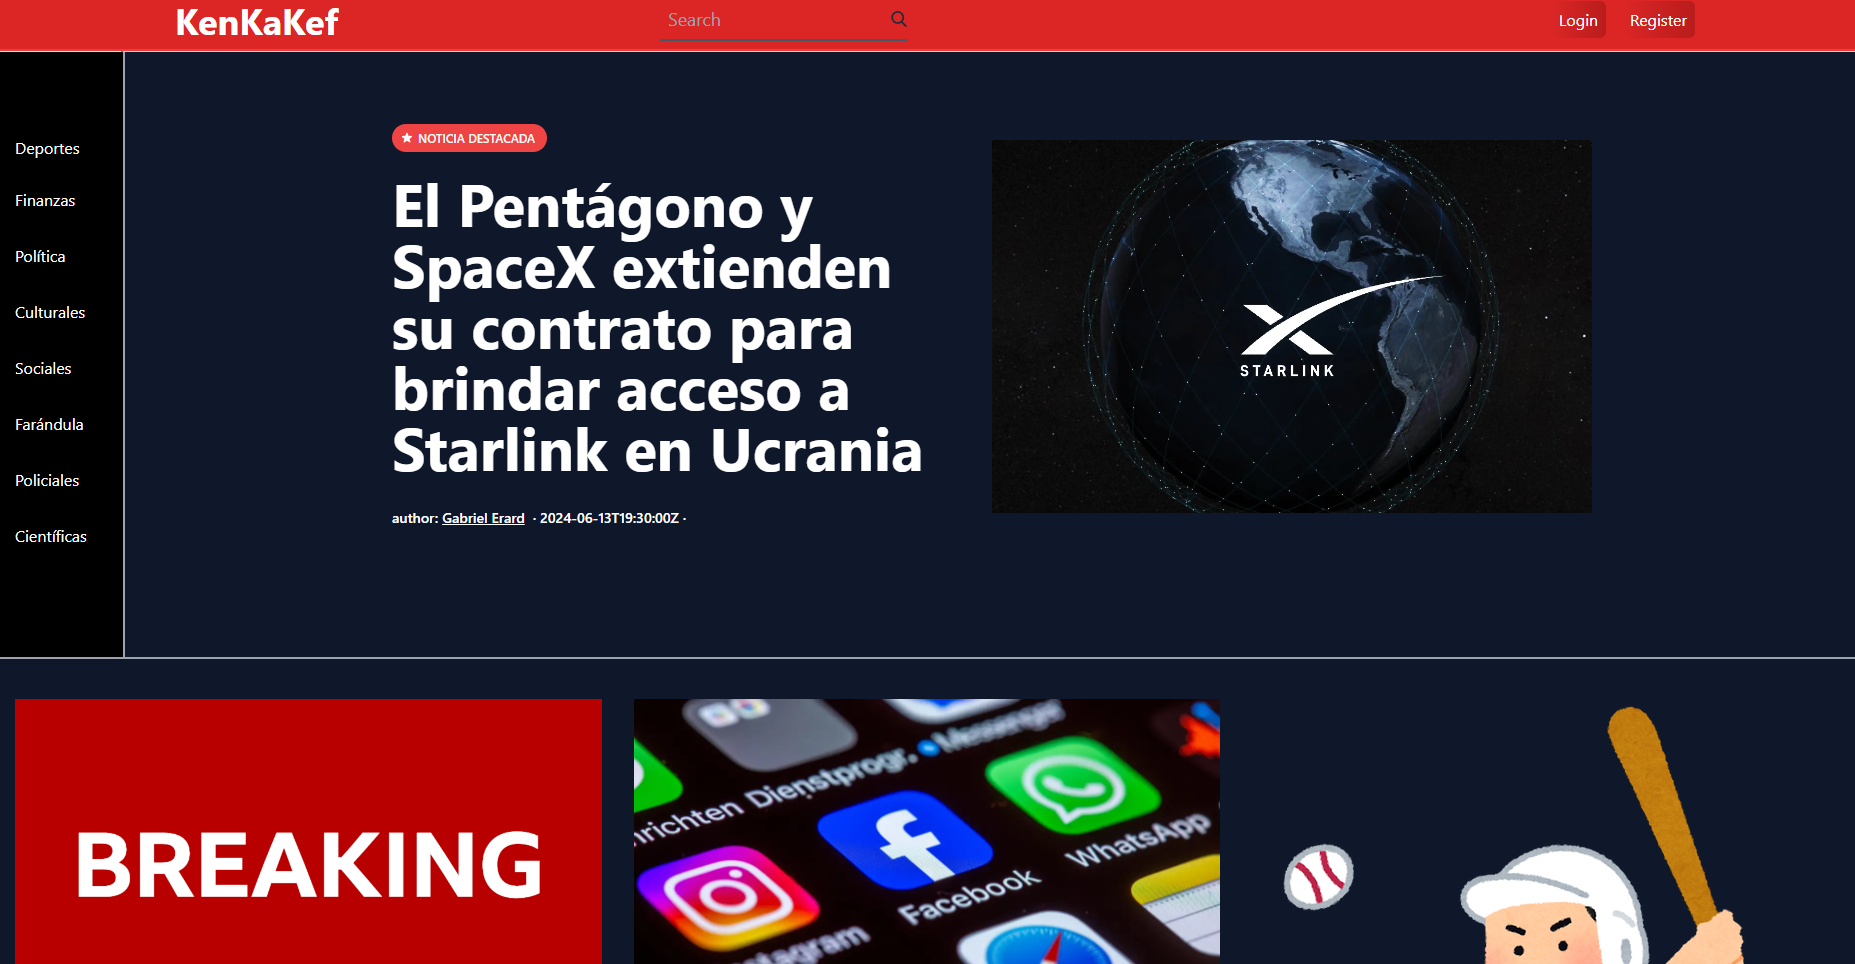 KenKaKef
Search
Login
Register
Deportes
Finanzas
Política
Culturales
Sociales
Farándula
Policiales
Científicas
NOTICIA DESTACADA
El Pentágono y
SpaceX extienden
su contrato para
brindar acceso a
Starlink en Ucrania
author: Gabriel Erard · 2024-06-13T19:30:00Z ·
STARLINK
BREAKING
Dienstprogr.
Messenger
WhatsApp
Facebook